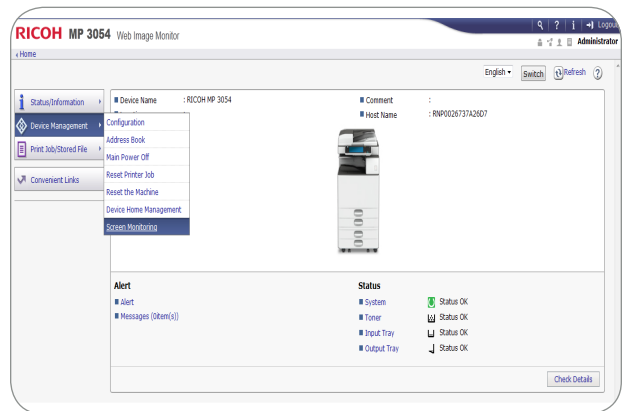 RICOH MP 3054 Web Image Monitor
? i Logout
Administrator
Home
English Switch Refresh ?
Status/Information
Device Management
Print Job/Stored File
Convenient Links
Configuration
Address Book
Main Power Off
Reset Printer Job
Reset the Machine
Device Home Management
Screen Monitoring
Device Name : RICOH MP 3054
Comment :
Host Name : RNP0026737A26D7
Alert
Alert
Messages (0item(s))
Status
System Status OK
Toner Status OK
Input Tray Status OK
Output Tray Status OK
Check Details